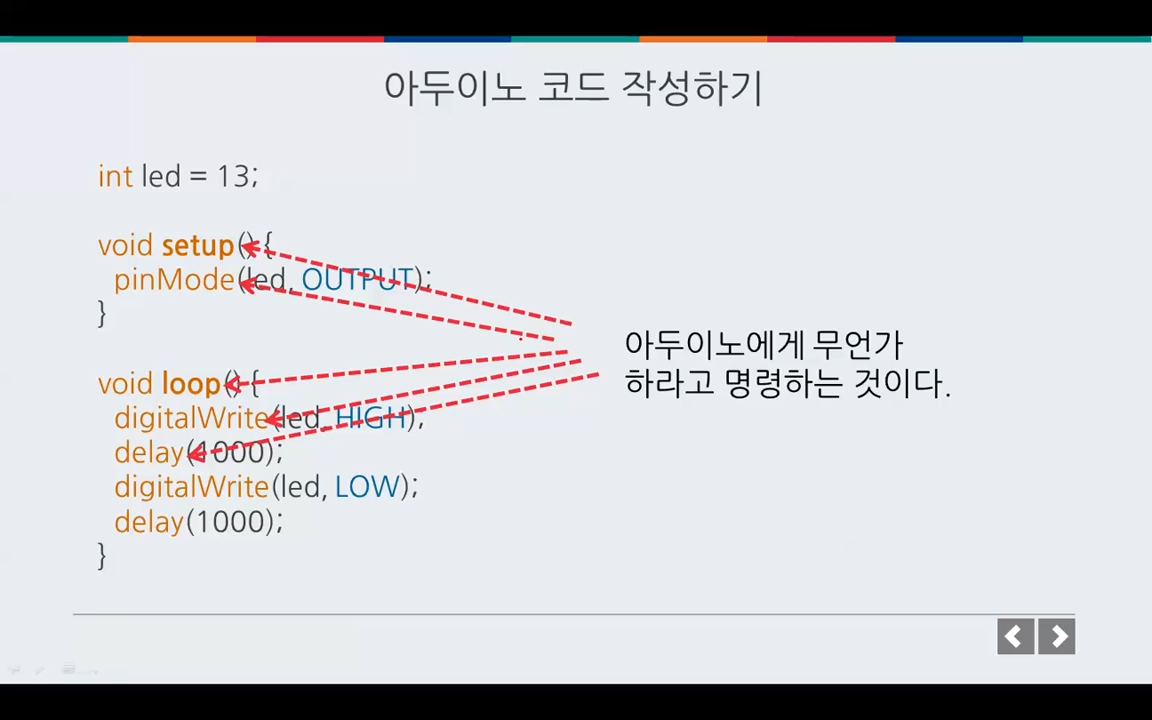 아두이노 코드 작성하기
int led = 13;
void setup() {
pinMode(led, OUTPUT);
}
void loop() {
digitalWrite(led, HIGH);
delay(1000);
digitalWrite(led, LOW);
delay(1000);
}
아두이노에게 무언가
하라고 명령하는 것이다.